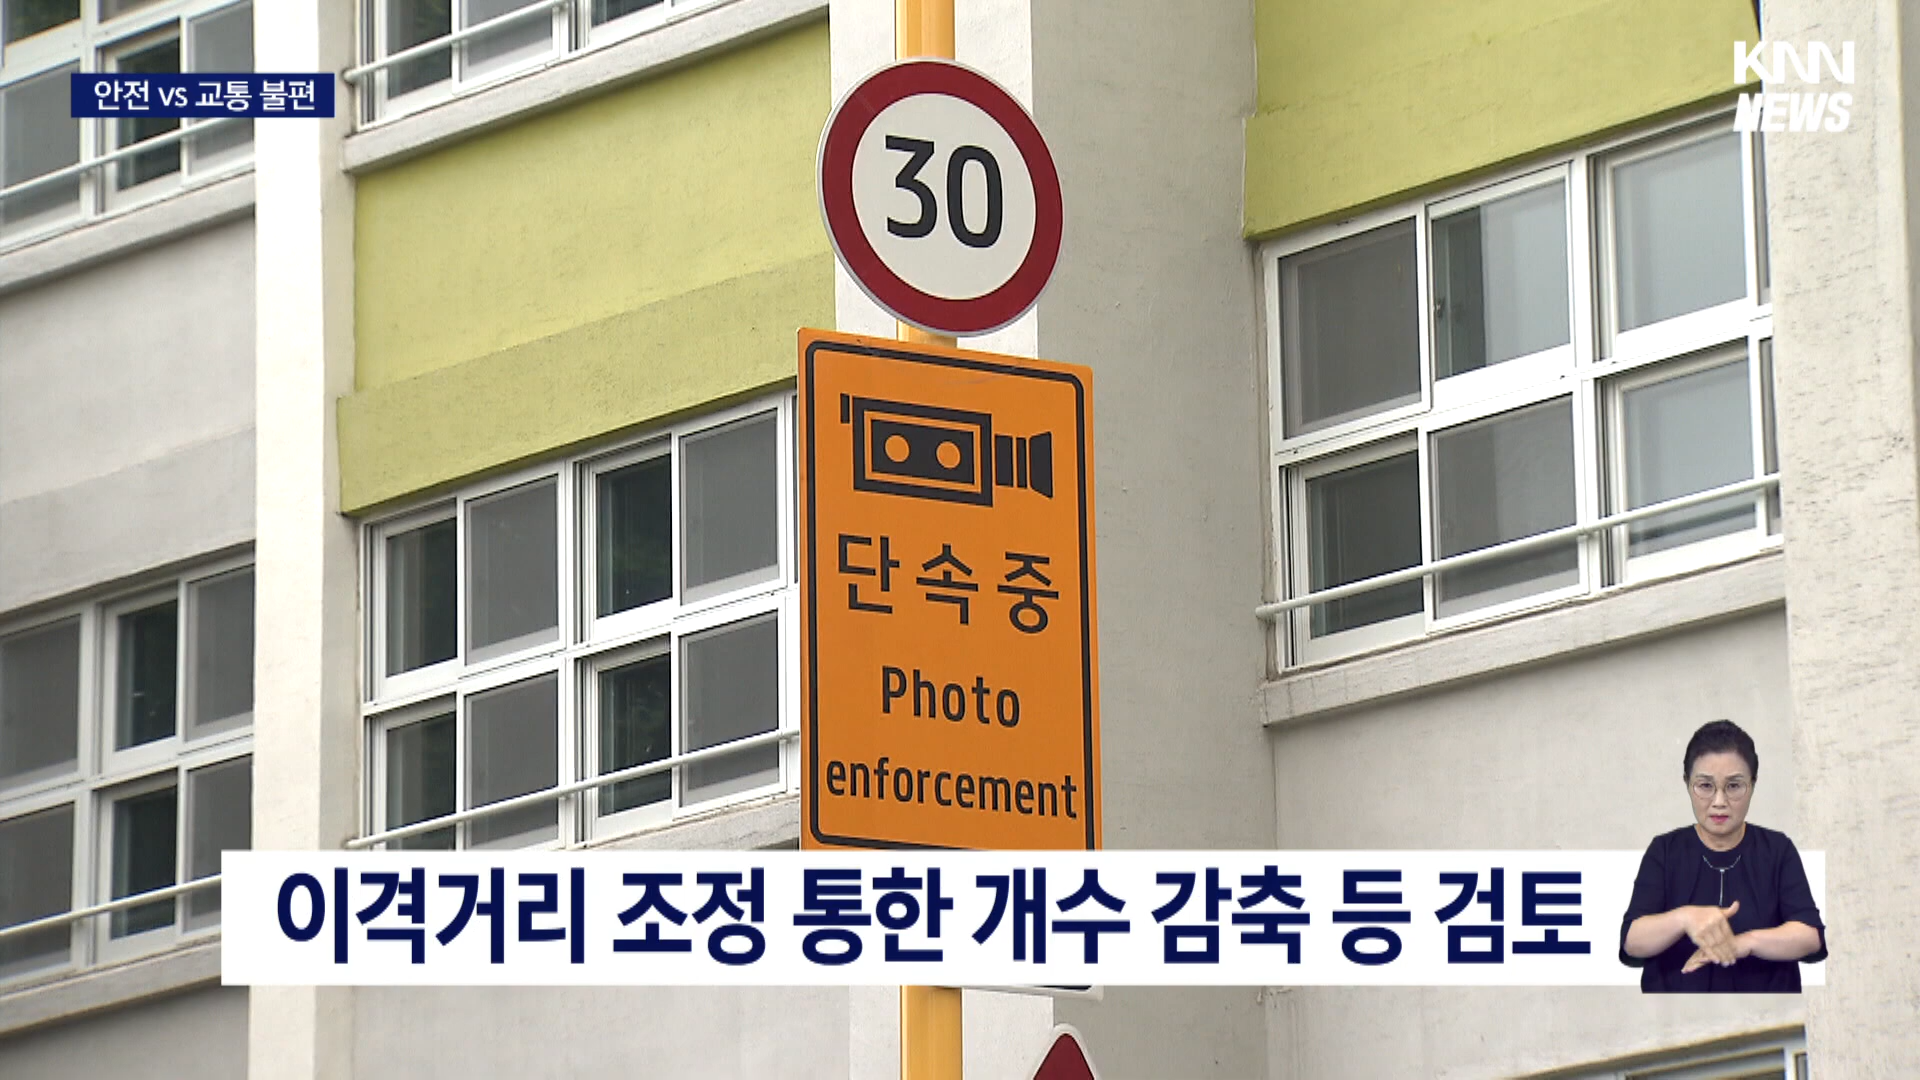 안전 vs 교통 불편
KNN
NEWS
30
단속중
Photo
enforcement
이격거리 조정 통한 개수 감축 등 검토